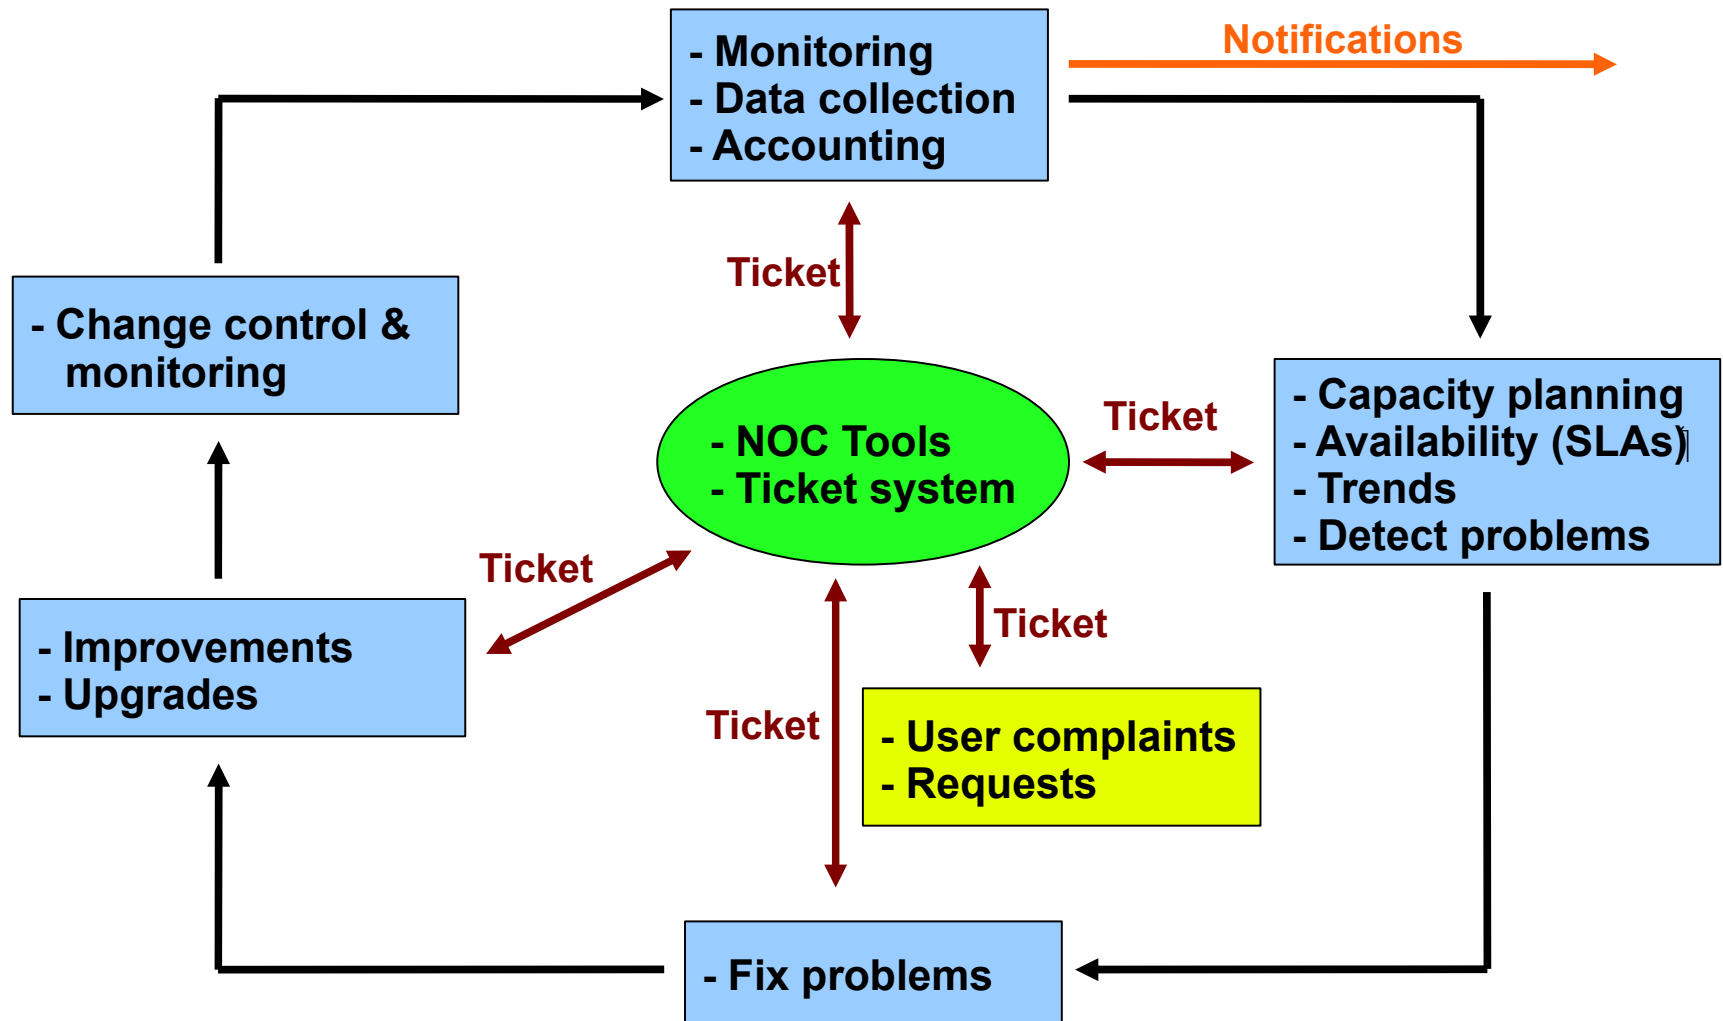 - Monitoring
- Data collection
- Accounting
Notifications
Ticket
- Change control &
monitoring
- NOC Tools
- Ticket system
Ticket
- Capacity planning
- Availability (SLAs)
- Trends
- Detect problems
Ticket
- Improvements
- Upgrades
Ticket
Ticket
- User complaints
- Requests
- Fix problems